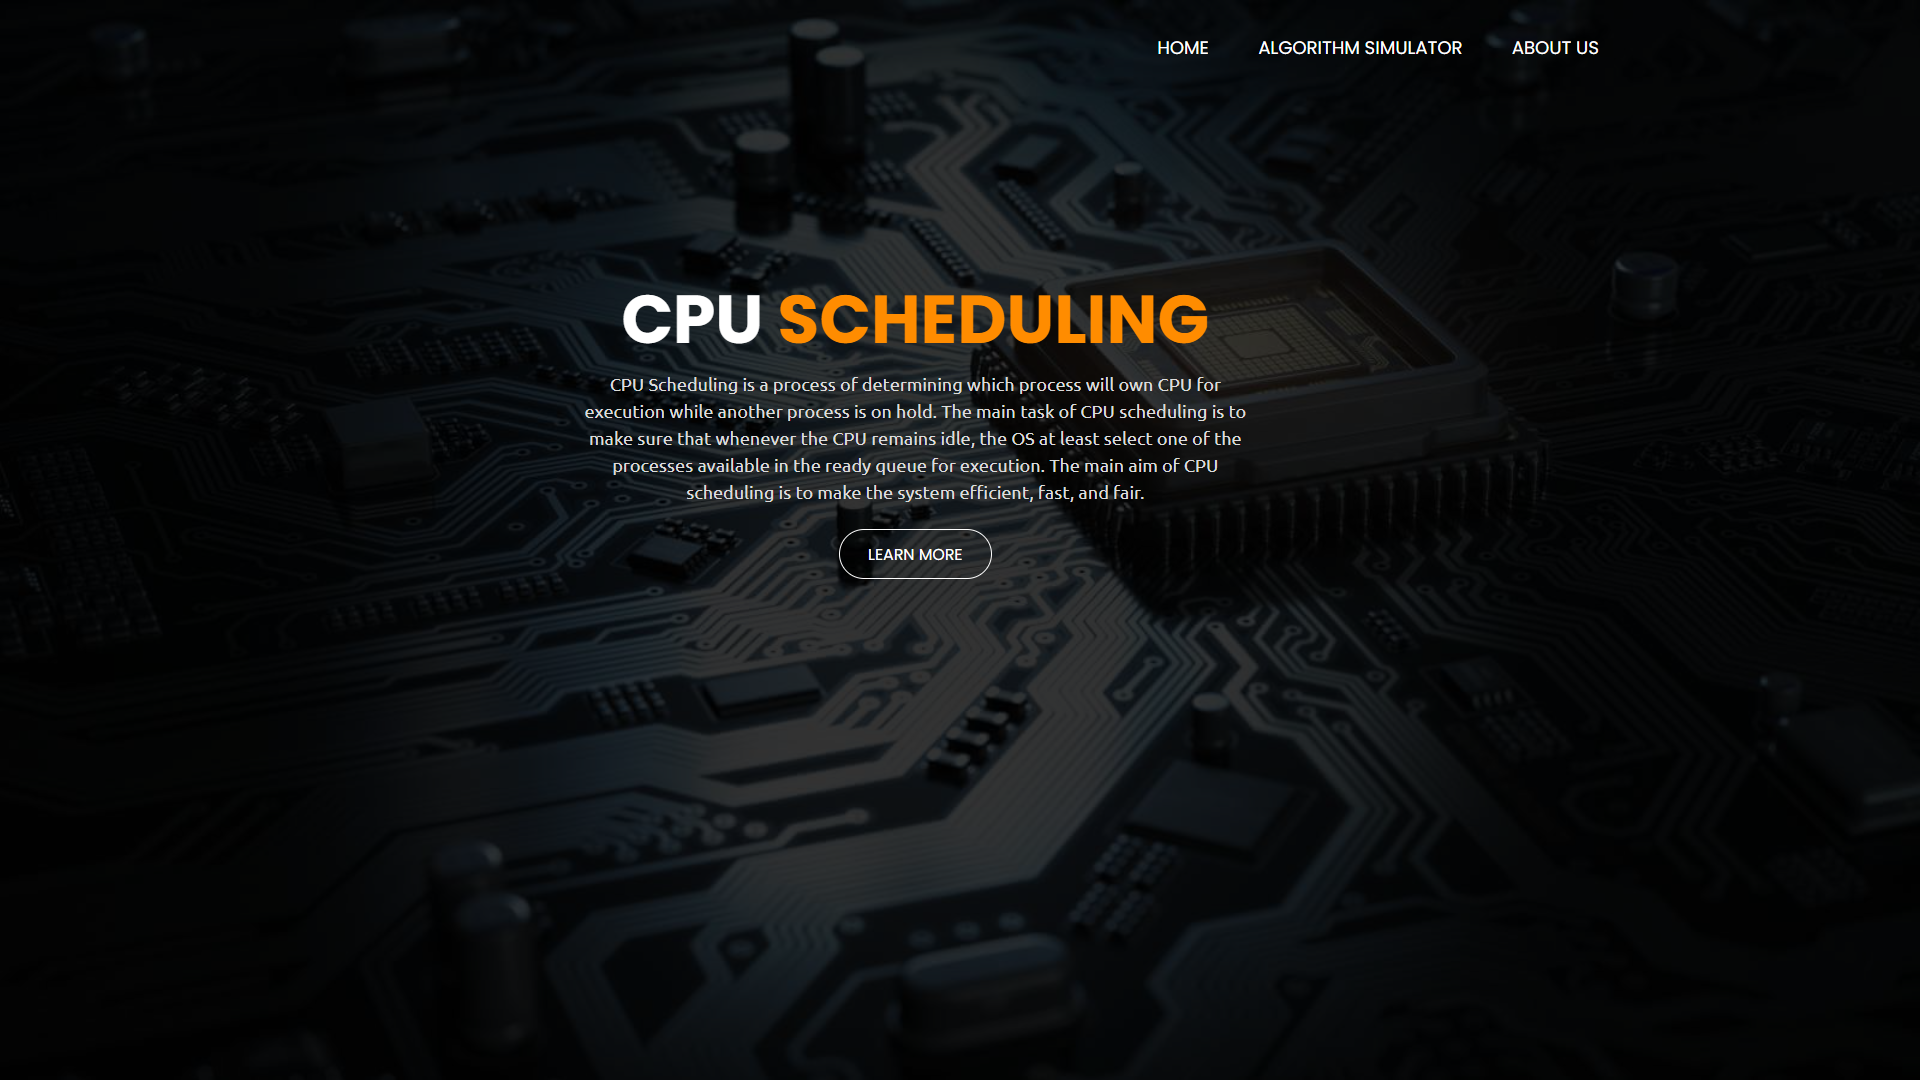 HOME ALGORITHM SIMULATOR ABOUT US
CPU SCHEDULING
CPU Scheduling is a process of determining which process will own CPU for
execution while another process is on hold. The main task of CPU scheduling is to
make sure that whenever the CPU remains idle, the OS at least select one of the
processes available in the ready queue for execution. The main aim of CPU
scheduling is to make the system efficient, fast, and fair.
LEARN MORE